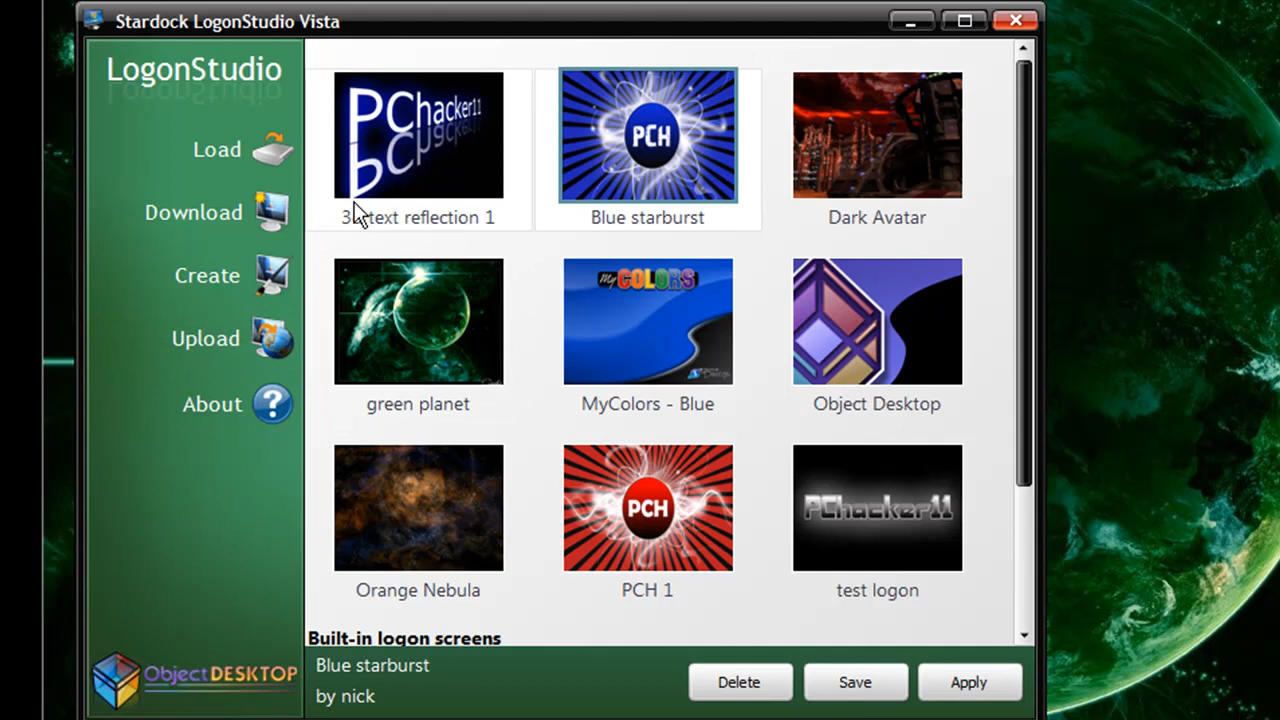 Stardock LogonStudio Vista
LogonStudio
Load
Download
Create
Upload
About
ObjectDESKTOP
PChacker11
PCH
text reflection 1
Blue starburst
Dark Avatar
My COLORS
green planet
MyColors - Blue
Object Desktop
PCH
PChacker11
Orange Nebula
PCH 1
test logon
Built-in logon screens
Blue starburst
by nick
Delete
Save
Apply